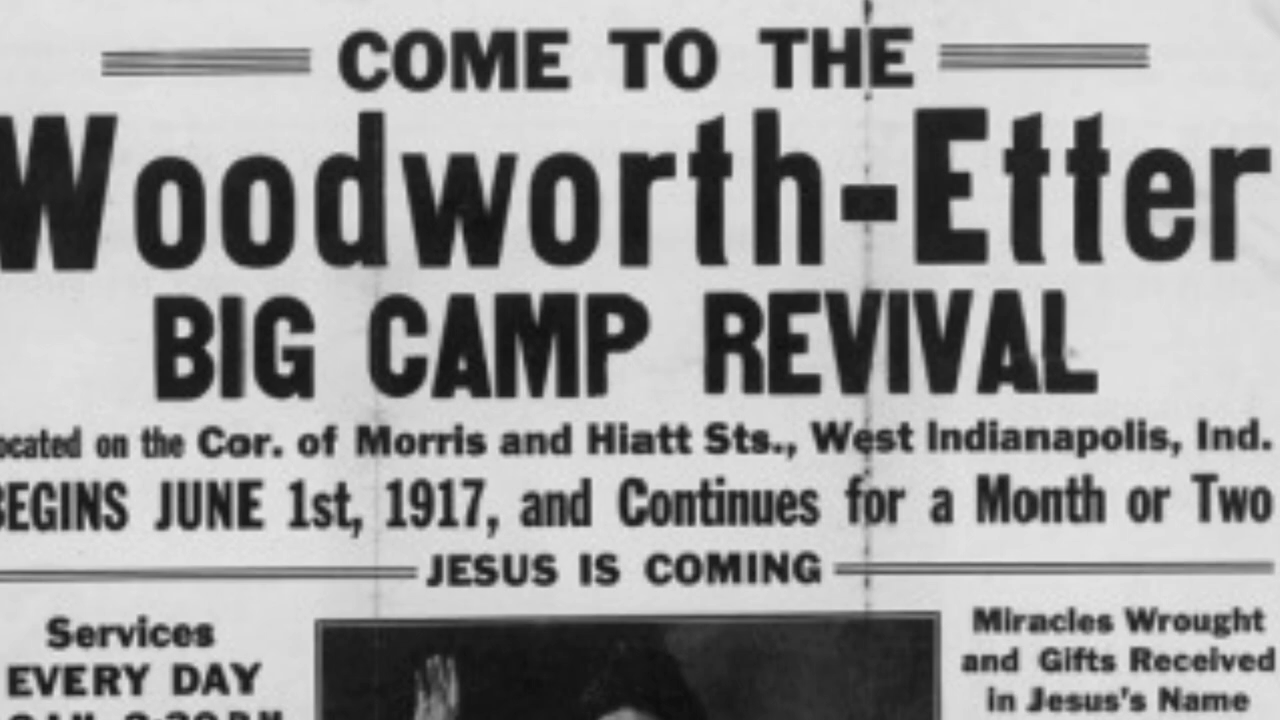 COME TO THE
Woodworth-Etter
BIG CAMP REVIVAL
ocated on the Cor. of Morris and Hiatt Sts., West Indianapolis, Ind.
BEGINS JUNE 1st, 1917, and Continues for a Month or Two
JESUS IS COMING
Services
EVERY DAY
Miracles Wrought
and Gifts Received
in Jesus's Name